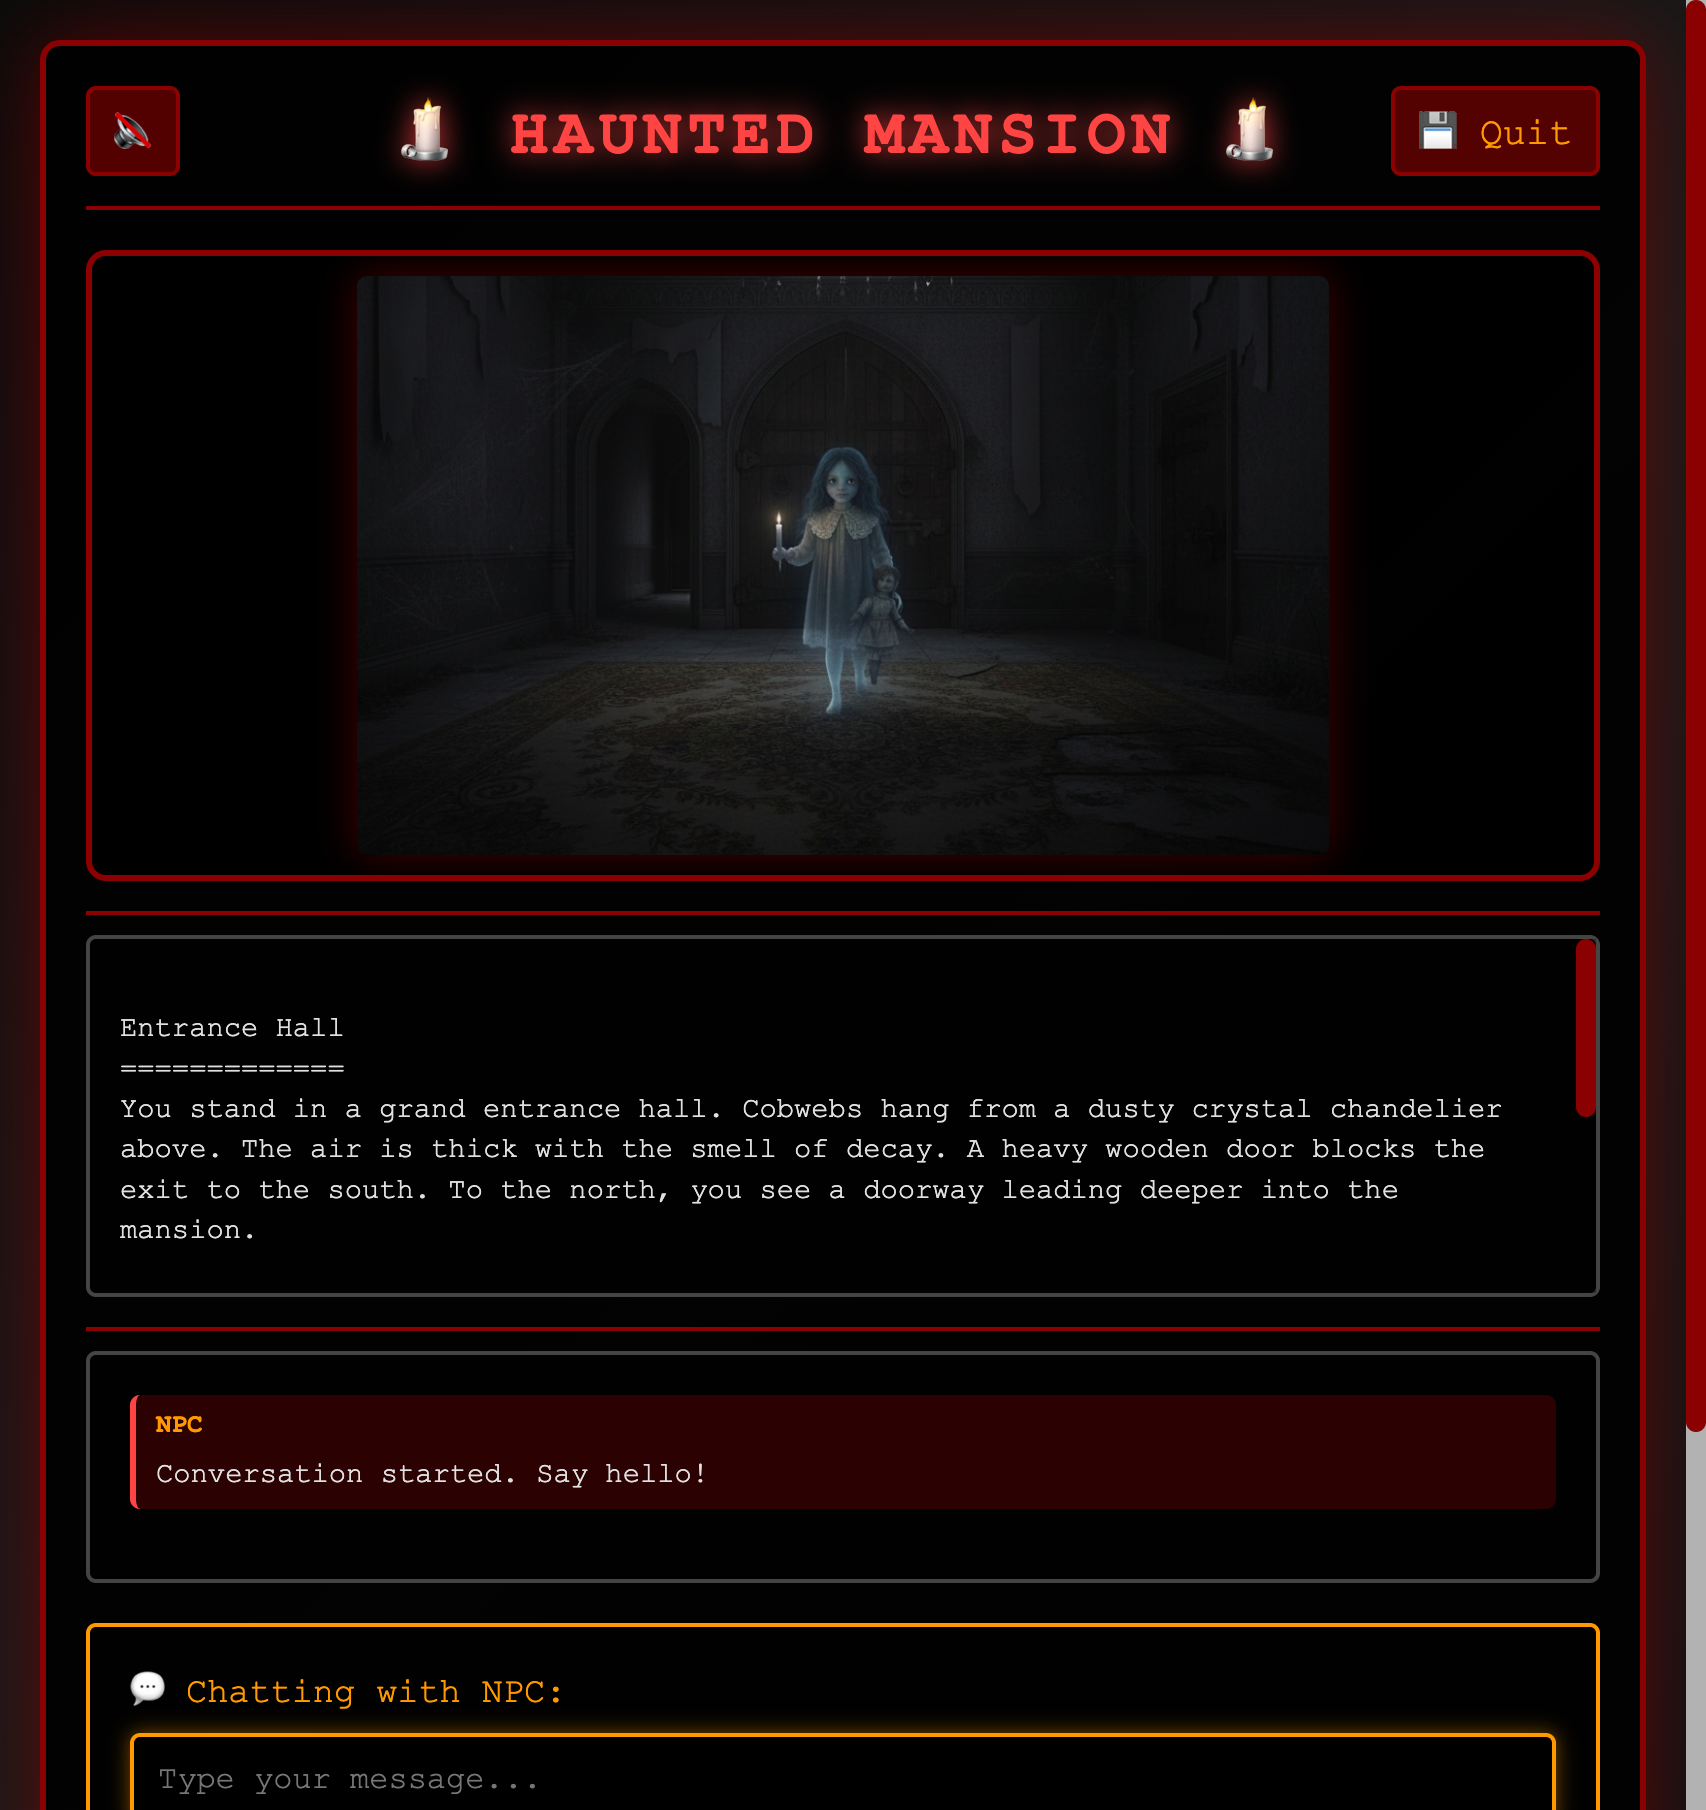 HAUNTED MANSION
Quit
Entrance Hall
=============
You stand in a grand entrance hall. Cobwebs hang from a dusty crystal chandelier
above. The air is thick with the smell of decay. A heavy wooden door blocks the
exit to the south. To the north, you see a doorway leading deeper into the
mansion.
NPC
Conversation started. Say hello!
Chatting with NPC:
Type your message...